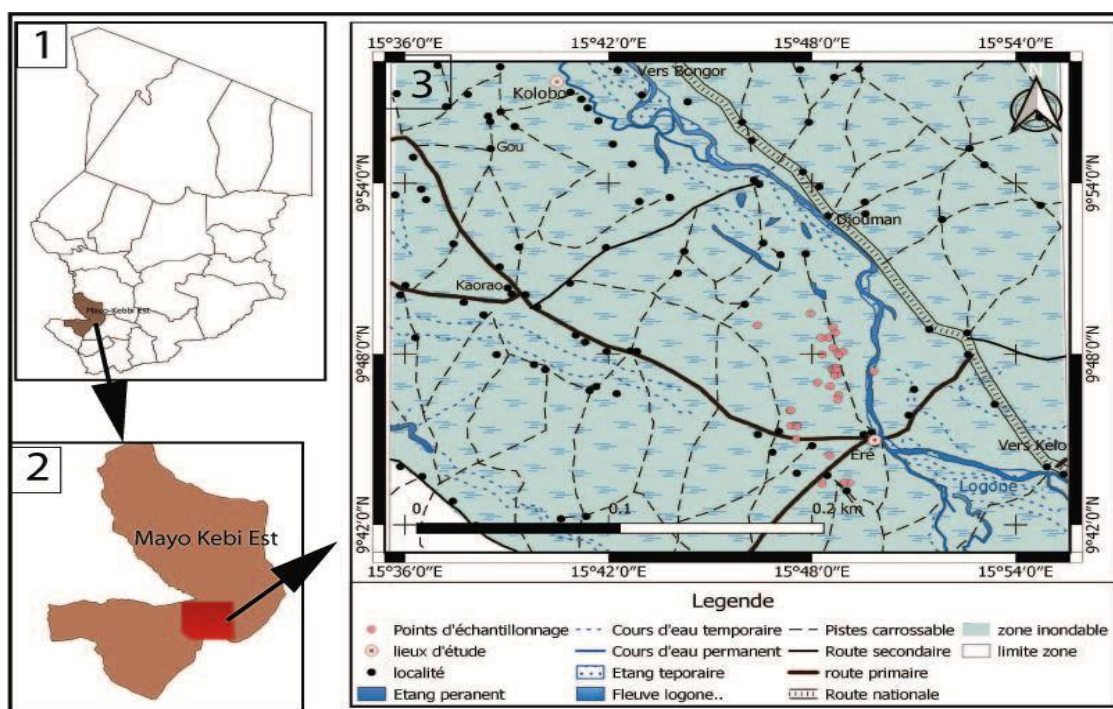 1
Mayo-Kebbi Est
2
Mayo Kebi Est
15°36'0"E 15°42'0"E 15°48'0"E 15°54'0"E
3
N
Vers Bongor
Kolobo
Gou
9°54'0"N 9°54'0"N
Djouman
Kaorao
9°48'0"N 9°48'0"N
Vers Kelo
Eré
Logone
0 0.1 0.2 km
9°42'0"N 9°42'0"N
15°36'0"E 15°42'0"E 15°48'0"E 15°54'0"E
Legende
Points d'échantillonnage Cours d'eau temporaire Pistes carrossable zone inondable
lieux d'étude Cours d'eau permanent Route secondaire limite zone
localité Etang teporaire route primaire
Etang peranent Fleuve logone.. Route nationale